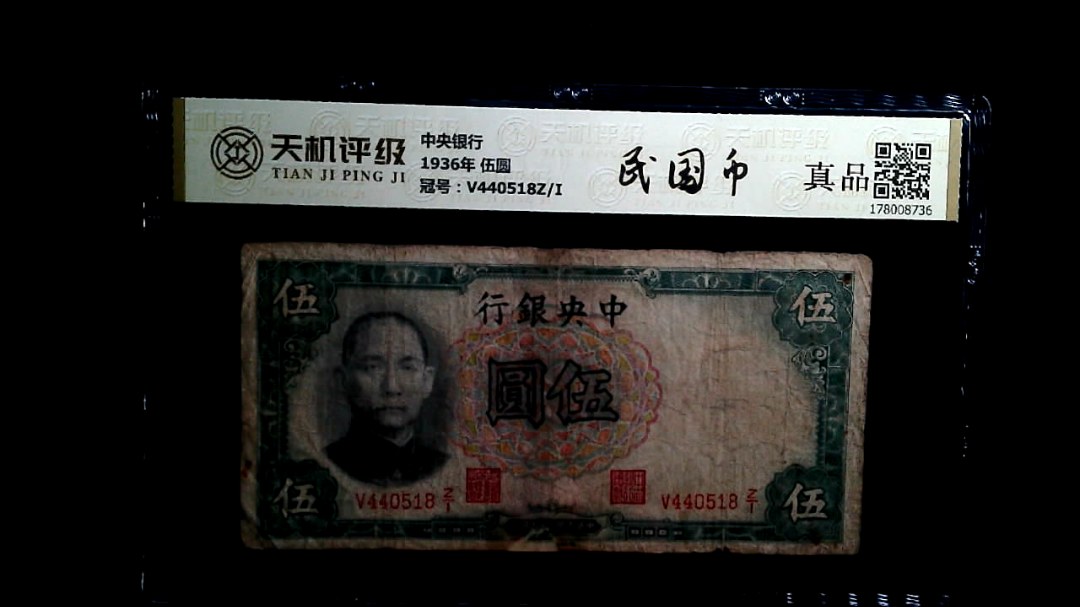 天机评级
TIAN JI PING JI
中央银行
1936年 伍圆
冠号：V440518Z/I
民国币
真品
178008736
伍
伍
行銀央中
圓伍
V440518 Z/I
V440518 Z/I
伍
伍